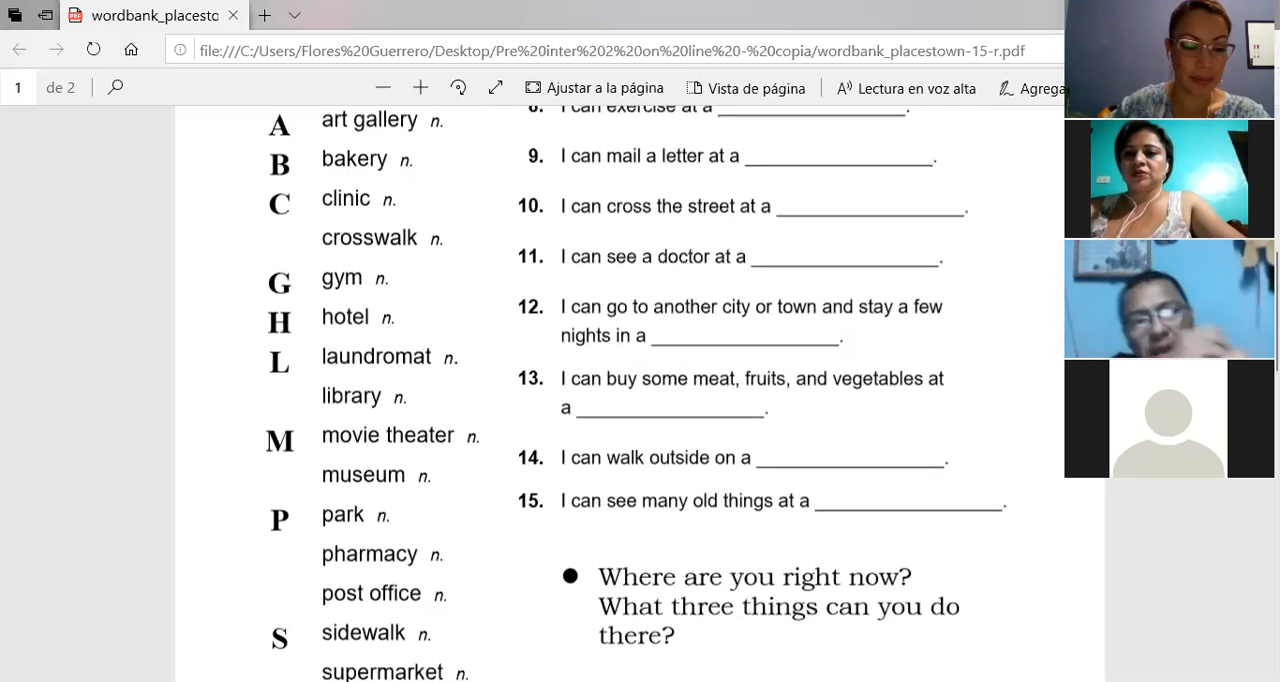 wordbank_placestc
file:///C:/Users/Flores%20Guerrero/Desktop/Pre%20inter%202%20on%20line%20-%20copia/wordbank_placestown-15-r.pdf
1 de 2 Ajustar a la página Vista de página Lectura en voz alta Agrega
8. I can exercise at a ________.
A art gallery n.
9. I can mail a letter at a ________.
B bakery n.
C clinic n.
10. I can cross the street at a ________.
crosswalk n.
11. I can see a doctor at a ________.
G gym n.
12. I can go to another city or town and stay a few
nights in a ________.
H hotel n.
L laundromat n.
13. I can buy some meat, fruits, and vegetables at
a ________.
library n.
M movie theater n.
14. I can walk outside on a ________.
museum n.
15. I can see many old things at a ________.
P park n.
pharmacy n.
● Where are you right now?
What three things can you do
there?
post office n.
S sidewalk n.
supermarket n.